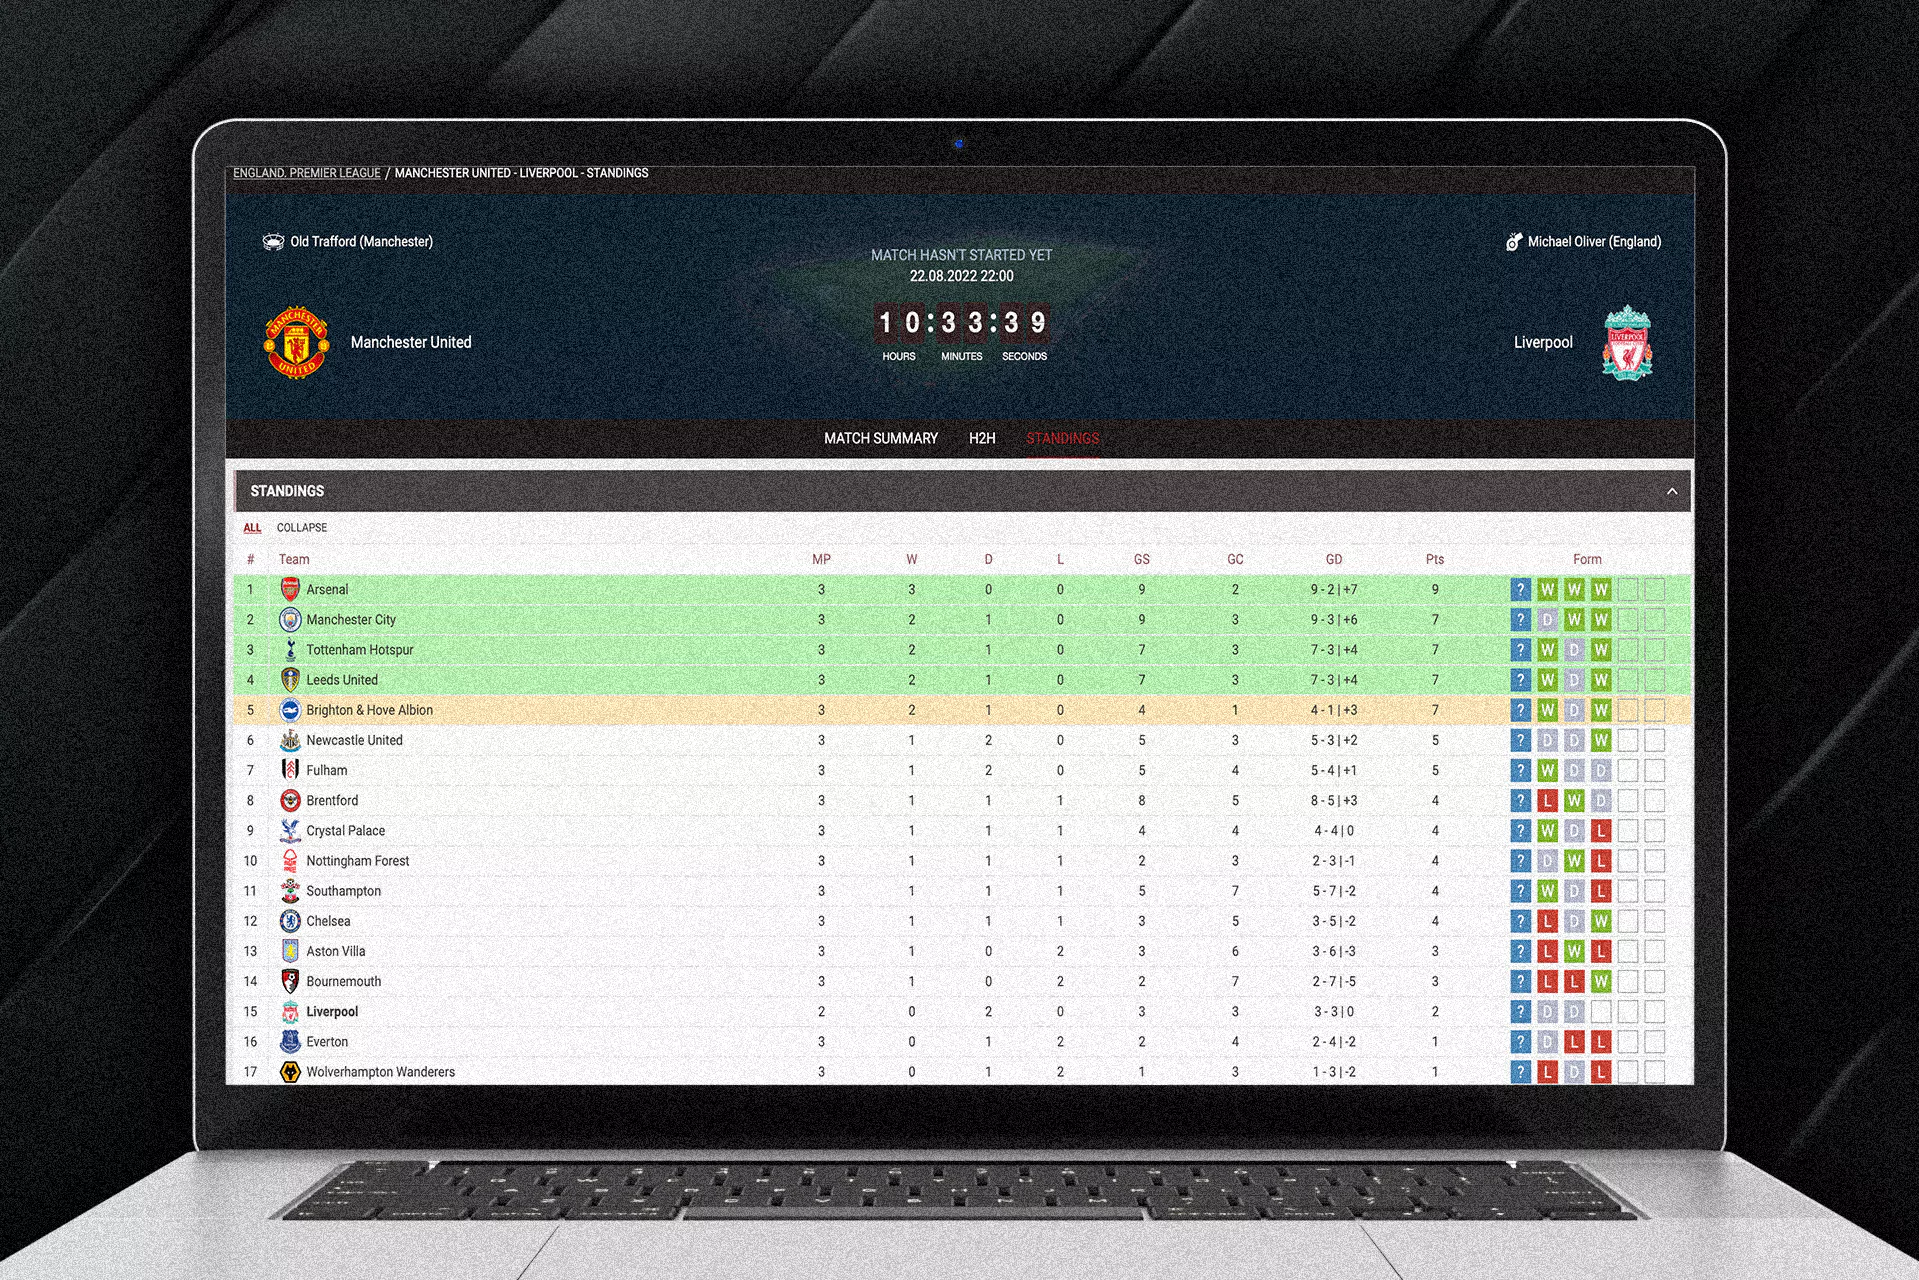 ENGLAND. PREMIER LEAGUE / MANCHESTER UNITED - LIVERPOOL - STANDINGS
Old Trafford (Manchester)
Michael Oliver (England)
MATCH HASN'T STARTED YET
22.08.2022 22:00
10:33:39
HOURS MINUTES SECONDS
Manchester United
Liverpool
MATCH SUMMARY H2H STANDINGS
STANDINGS
ALL COLLAPSE
# Team MP W D L GS GC GD Pts Form
1 Arsenal 3 3 0 0 9 2 9 - 2 | +7 9 ? W W W
2 Manchester City 3 2 1 0 9 3 9 - 3 | +6 7 ? D W W
3 Tottenham Hotspur 3 2 1 0 7 3 7 - 3 | +4 7 ? W D W
4 Leeds United 3 2 1 0 7 3 7 - 3 | +4 7 ? W D W
5 Brighton & Hove Albion 3 2 1 0 4 1 4 - 1 | +3 7 ? W D W
6 Newcastle United 3 1 2 0 5 3 5 - 3 | +2 5 ? D D W
7 Fulham 3 1 2 0 5 4 5 - 4 | +1 5 ? W D D
8 Brentford 3 1 1 1 8 5 8 - 5 | +3 4 ? L W D
9 Crystal Palace 3 1 1 1 4 4 4 - 4 | 0 4 ? W D L
10 Nottingham Forest 3 1 1 1 2 3 2 - 3 | -1 4 ? D W L
11 Southampton 3 1 1 1 5 7 5 - 7 | -2 4 ? W D L
12 Chelsea 3 1 1 1 3 5 3 - 5 | -2 4 ? L D W
13 Aston Villa 3 1 0 2 3 6 3 - 6 | -3 3 ? L W L
14 Bournemouth 3 1 0 2 2 7 2 - 7 | -5 3 ? L L W
15 Liverpool 2 0 2 0 3 3 3 - 3 | 0 2 ? D D
16 Everton 3 0 1 2 2 4 2 - 4 | -2 1 ? D L L
17 Wolverhampton Wanderers 3 0 1 2 1 3 1 - 3 | -2 1 ? L D L